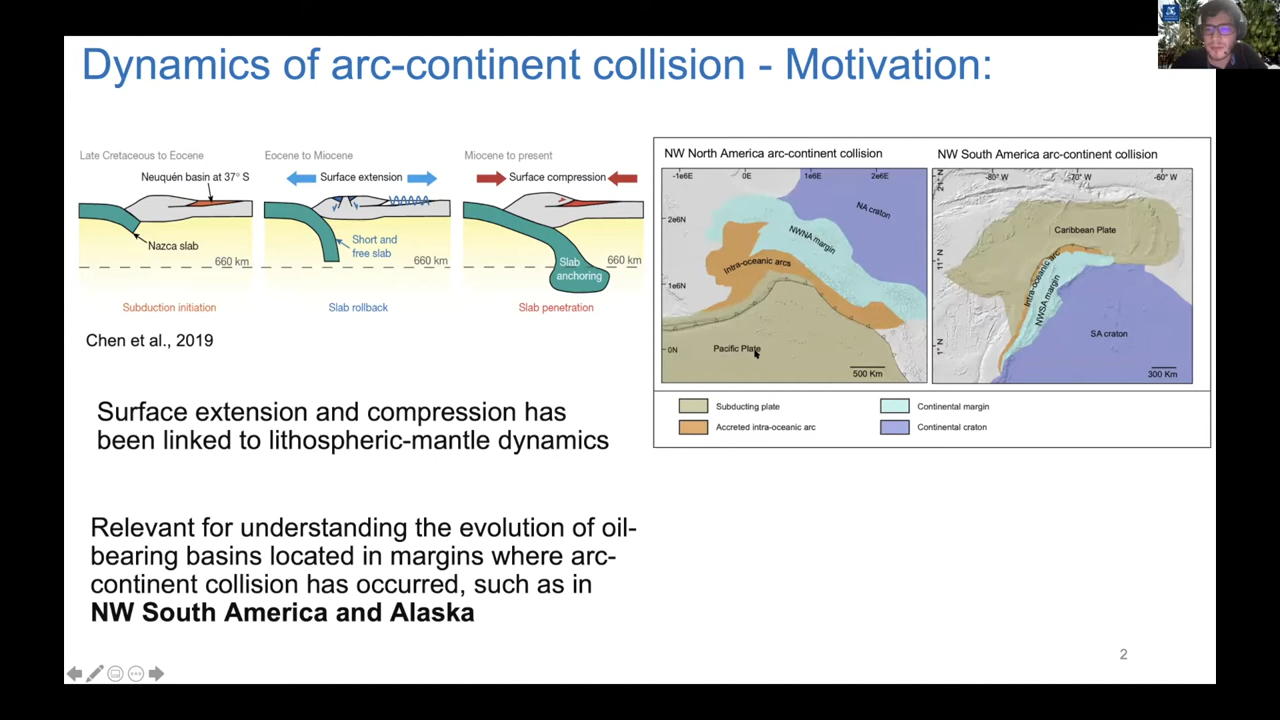 Dynamics of arc-continent collision - Motivation:
Late Cretaceous to Eocene
Neuquén basin at 37° S
Nazca slab
660 km
Subduction initiation
Eocene to Miocene
Surface extension
Short and
free slab
660 km
Slab rollback
Miocene to present
Surface compression
Slab
anchoring
660 km
Slab penetration
Chen et al., 2019
Surface extension and compression has
been linked to lithospheric-mantle dynamics
Relevant for understanding the evolution of oil-
bearing basins located in margins where arc-
continent collision has occurred, such as in
NW South America and Alaska
NW North America arc-continent collision
-1e6E 0E 1e6E 2e6E
2e6N
1e6N
0N
NA craton
NWNA margin
Intra-oceanic arcs
Pacific Plate
500 Km
NW South America arc-continent collision
-80° W -70° W -60° W
21° N
11° N
1° N
Caribbean Plate
Intra-oceanic arc
NWSA margin
SA craton
300 Km
Subducting plate
Continental margin
Accreted intra-oceanic arc
Continental craton
2